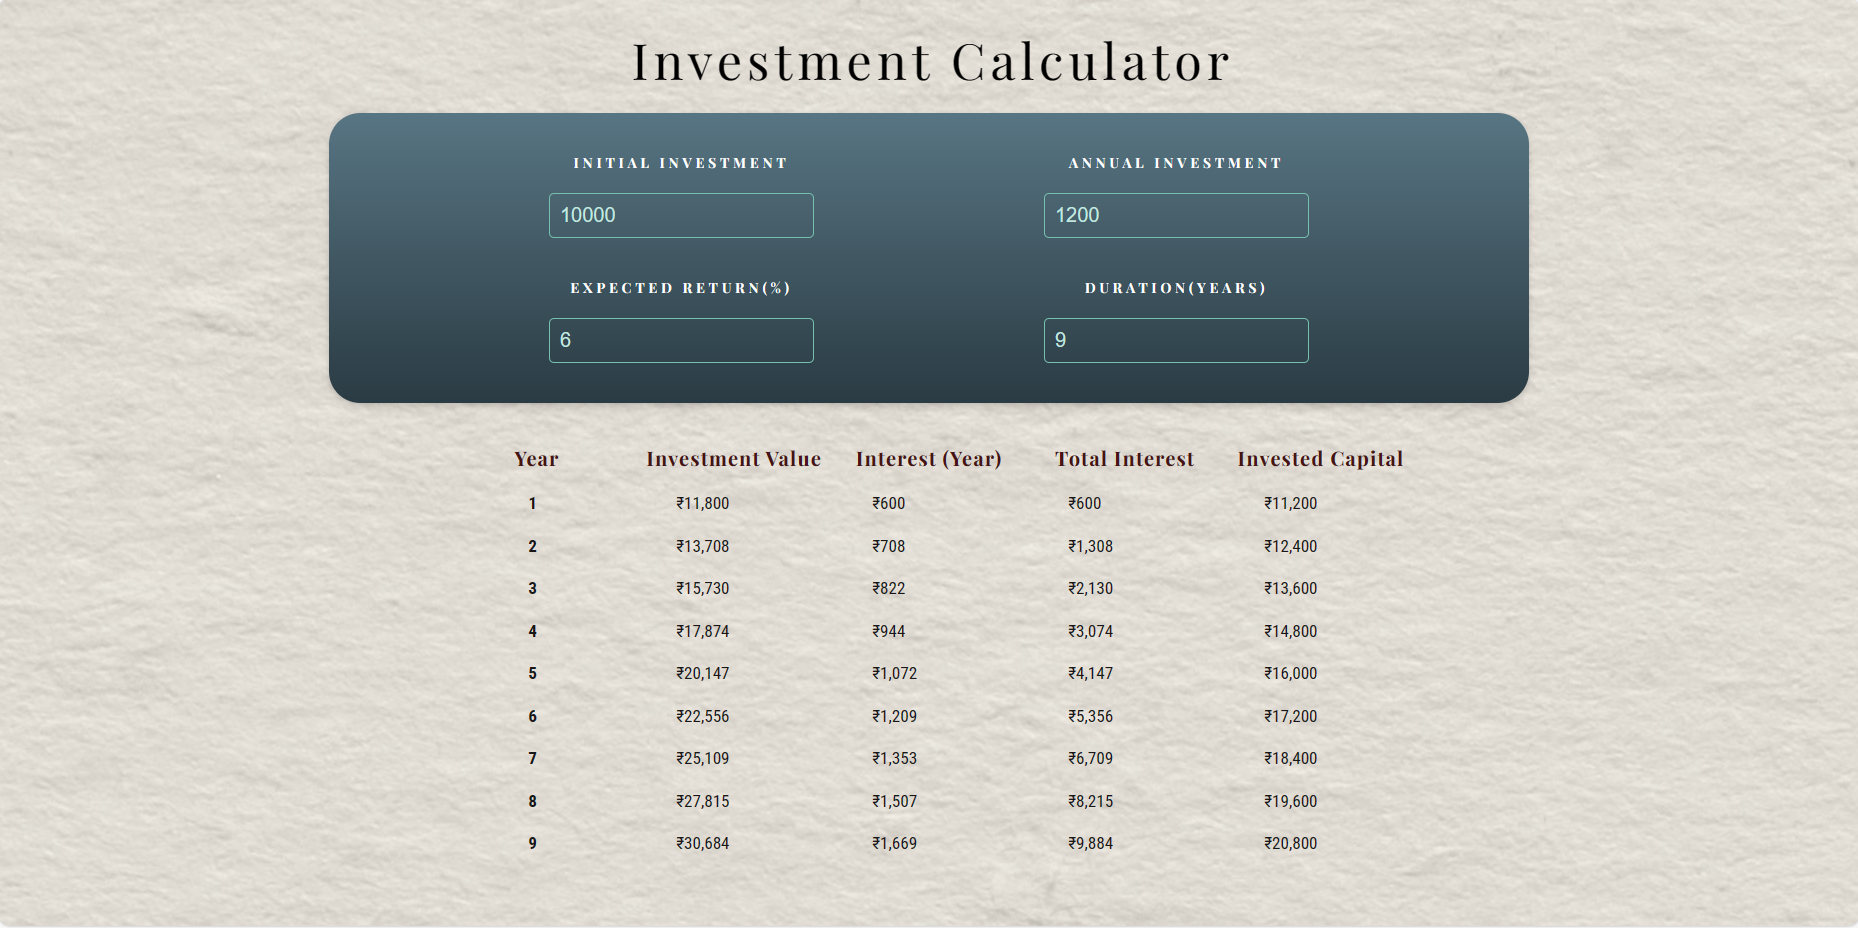 Investment Calculator
INITIAL INVESTMENT ANNUAL INVESTMENT
10000 1200
EXPECTED RETURN(%) DURATION(YEARS)
6 9
Year Investment Value Interest (Year) Total Interest Invested Capital
1 ₹11,800 ₹600 ₹600 ₹11,200
2 ₹13,708 ₹708 ₹1,308 ₹12,400
3 ₹15,730 ₹822 ₹2,130 ₹13,600
4 ₹17,874 ₹944 ₹3,074 ₹14,800
5 ₹20,147 ₹1,072 ₹4,147 ₹16,000
6 ₹22,556 ₹1,209 ₹5,356 ₹17,200
7 ₹25,109 ₹1,353 ₹6,709 ₹18,400
8 ₹27,815 ₹1,507 ₹8,215 ₹19,600
9 ₹30,684 ₹1,669 ₹9,884 ₹20,800